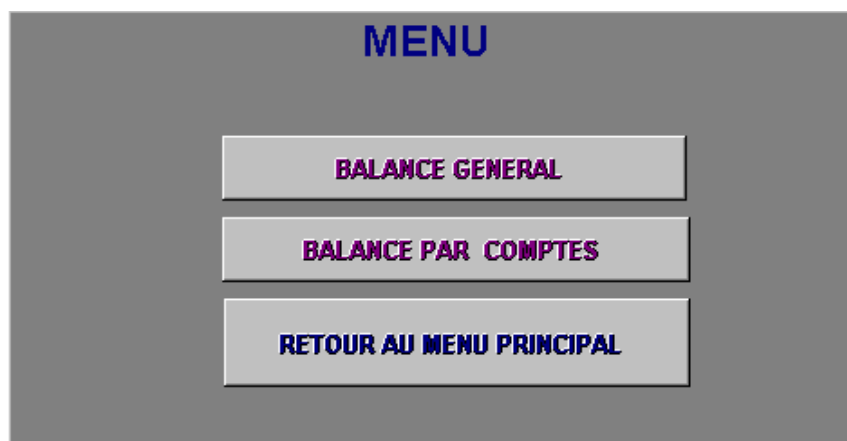 MENU
BALANCE GENERAL
BALANCE PAR COMPTES
RETOUR AU MENU PRINCIPAL